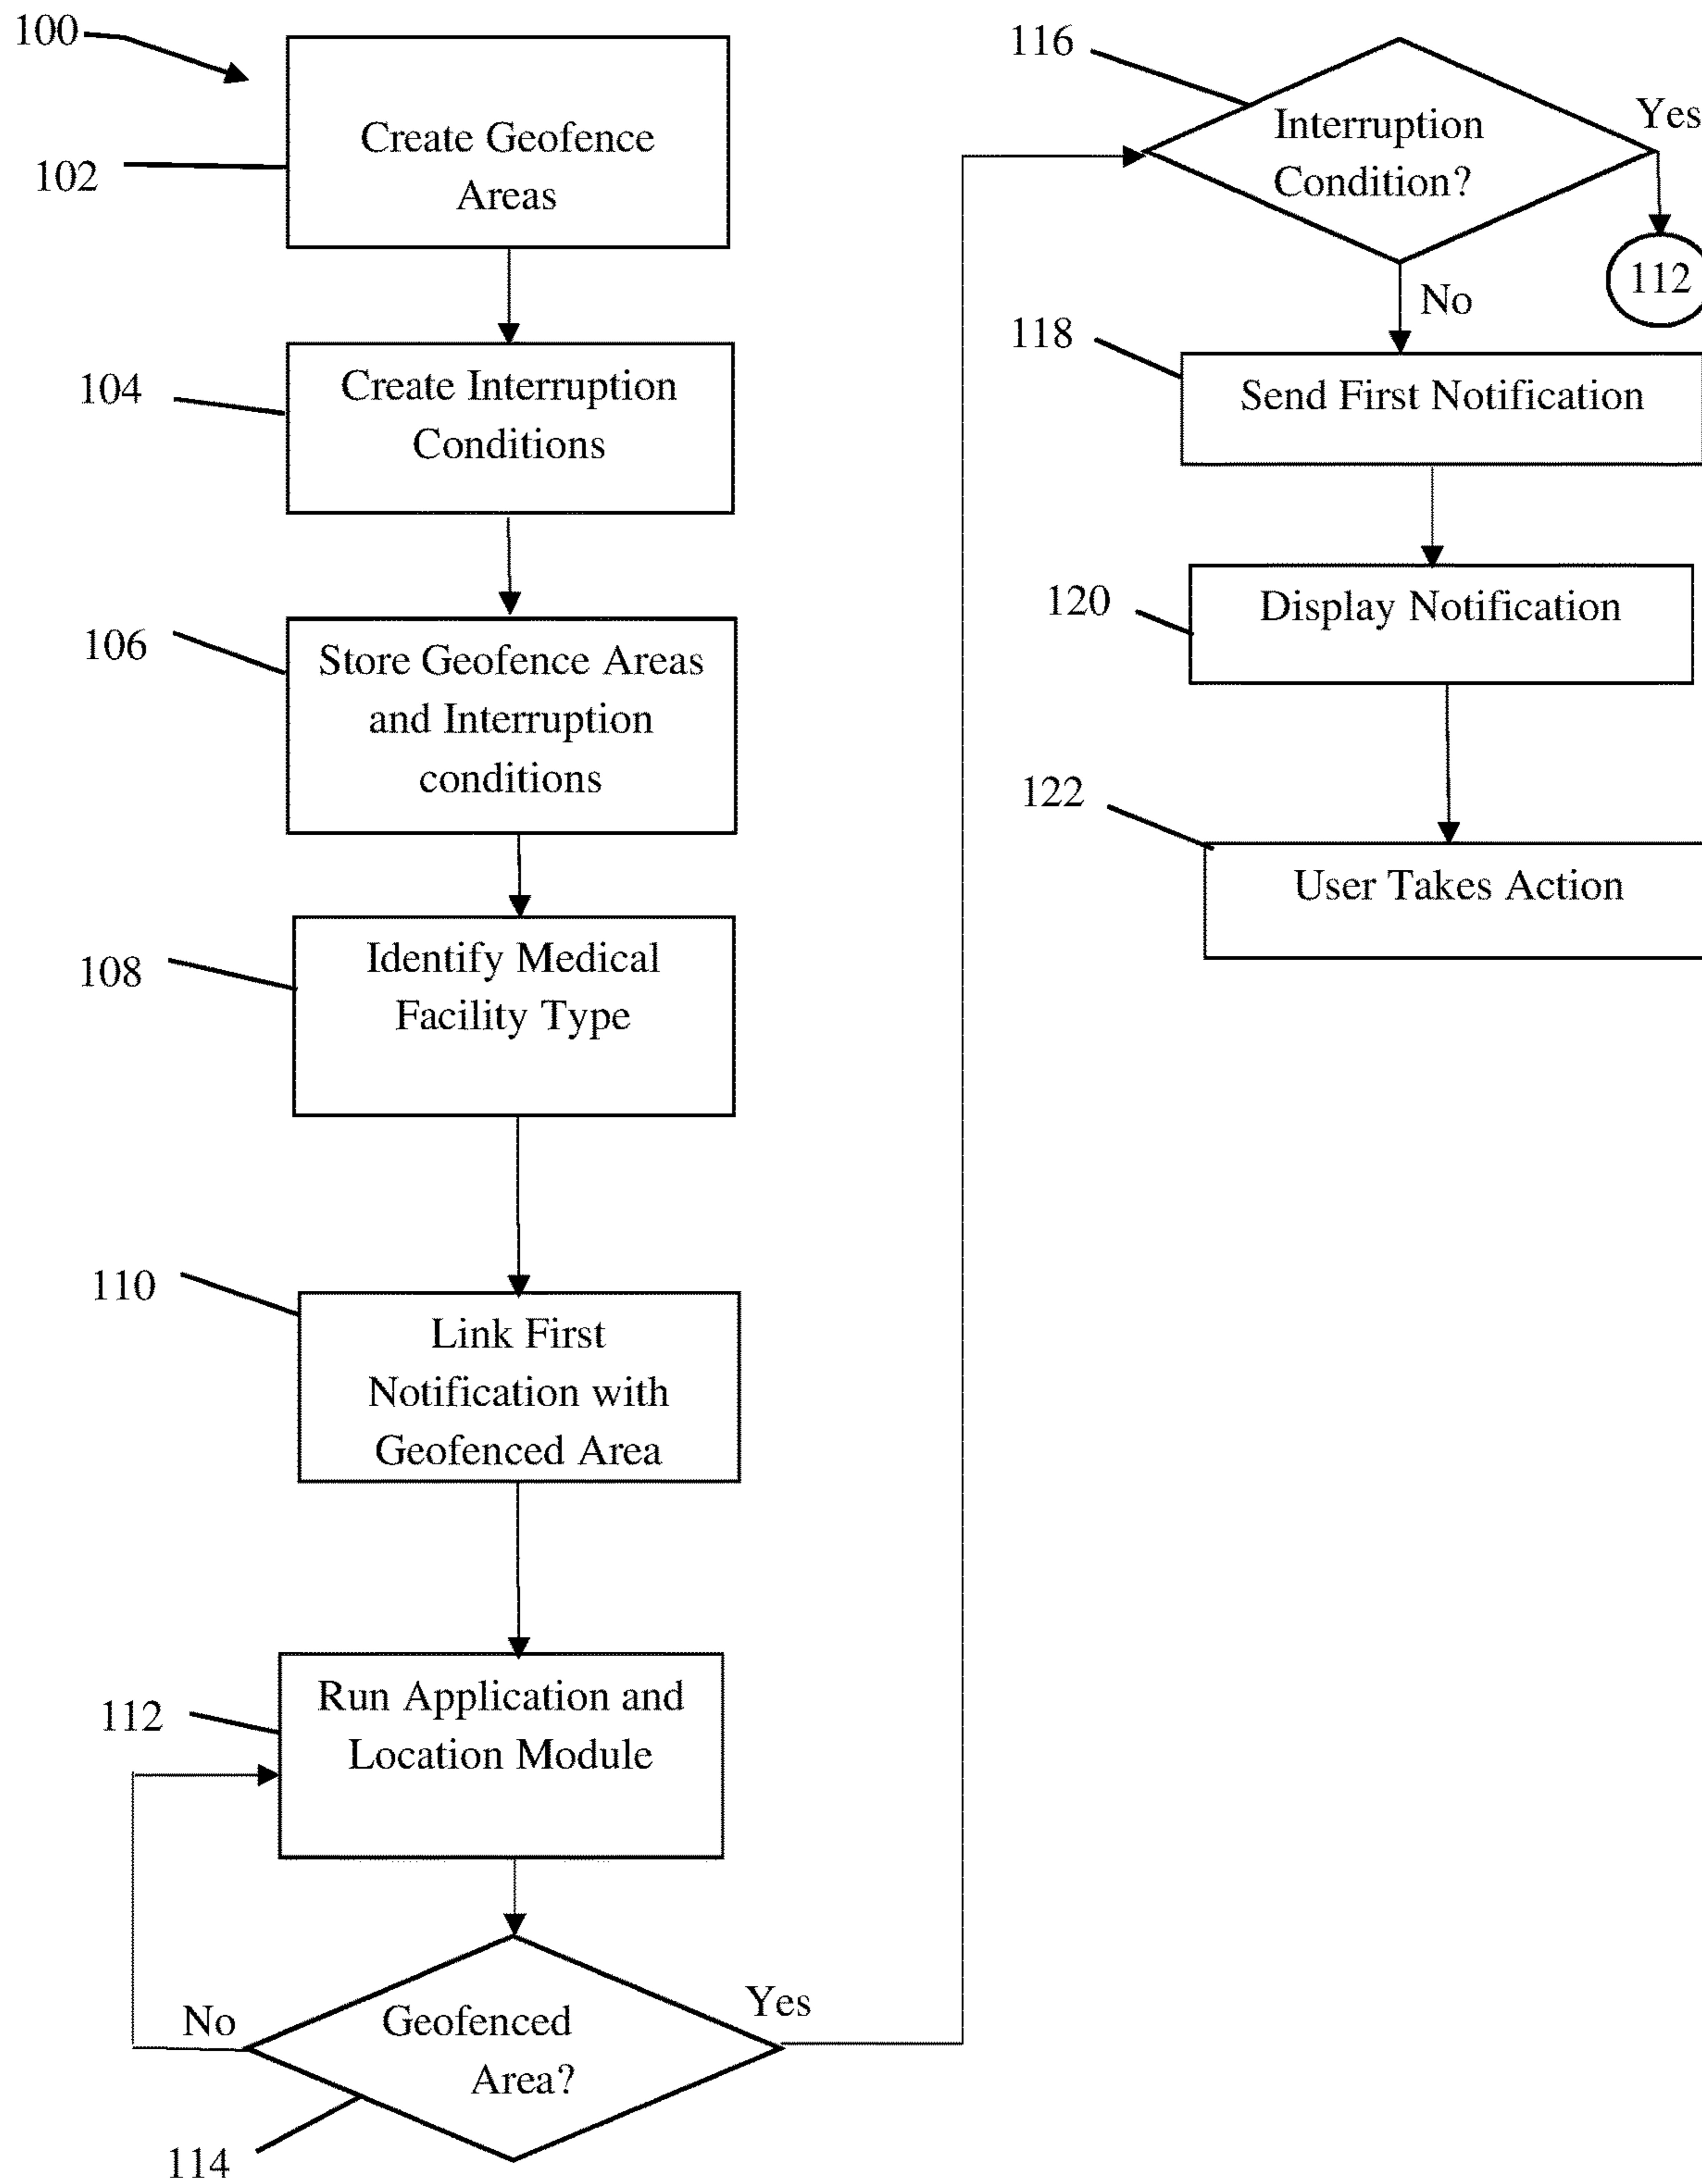 100
102
Create Geofence
Areas
104
Create Interruption
Conditions
106
Store Geofence Areas
and Interruption
conditions
108
Identify Medical
Facility Type
110
Link First
Notification with
Geofenced Area
112
Run Application and
Location Module
No
Geofenced
Area?
Yes
114
116
Interruption
Condition?
Yes
112
No
118
Send First Notification
120
Display Notification
122
User Takes Action